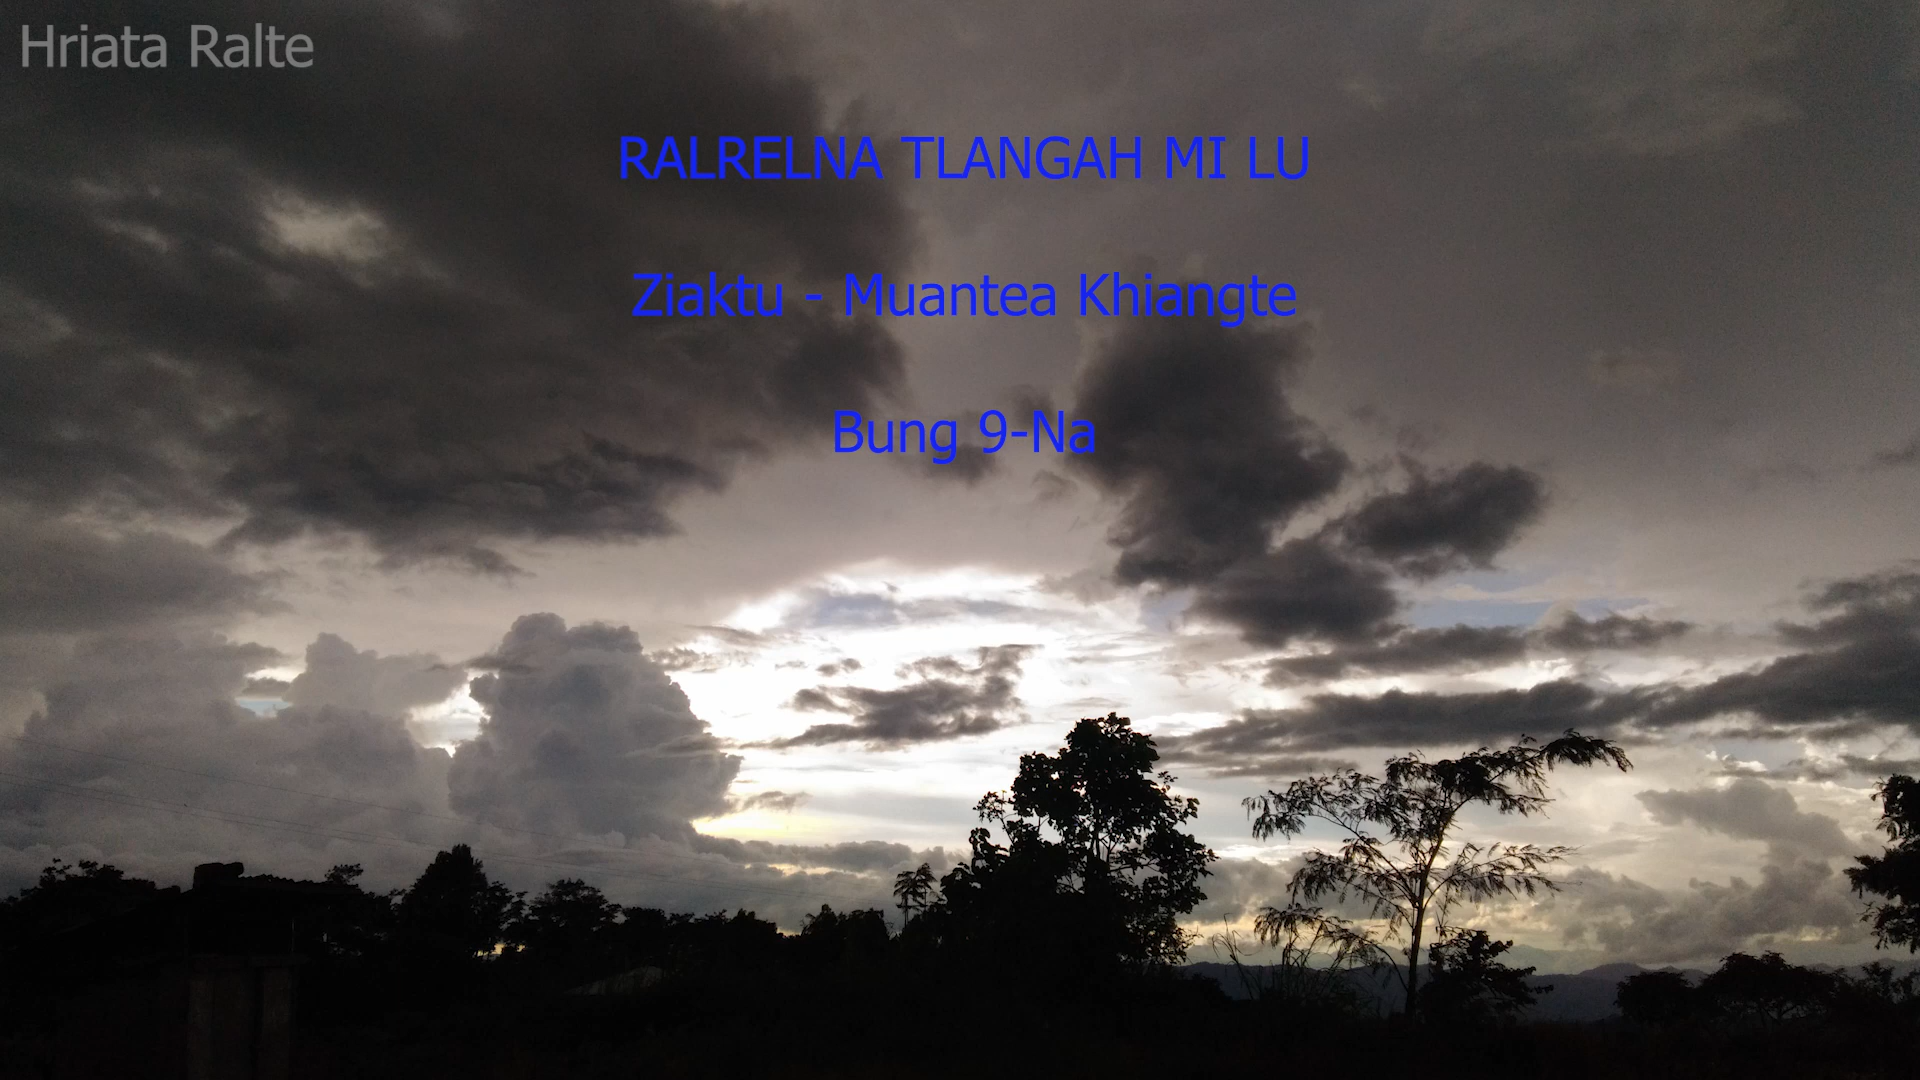 Hriata Ralte
RALRELNA TLANGAH MI LU
Ziaktu - Muantea Khiangte
Bung 9-Na